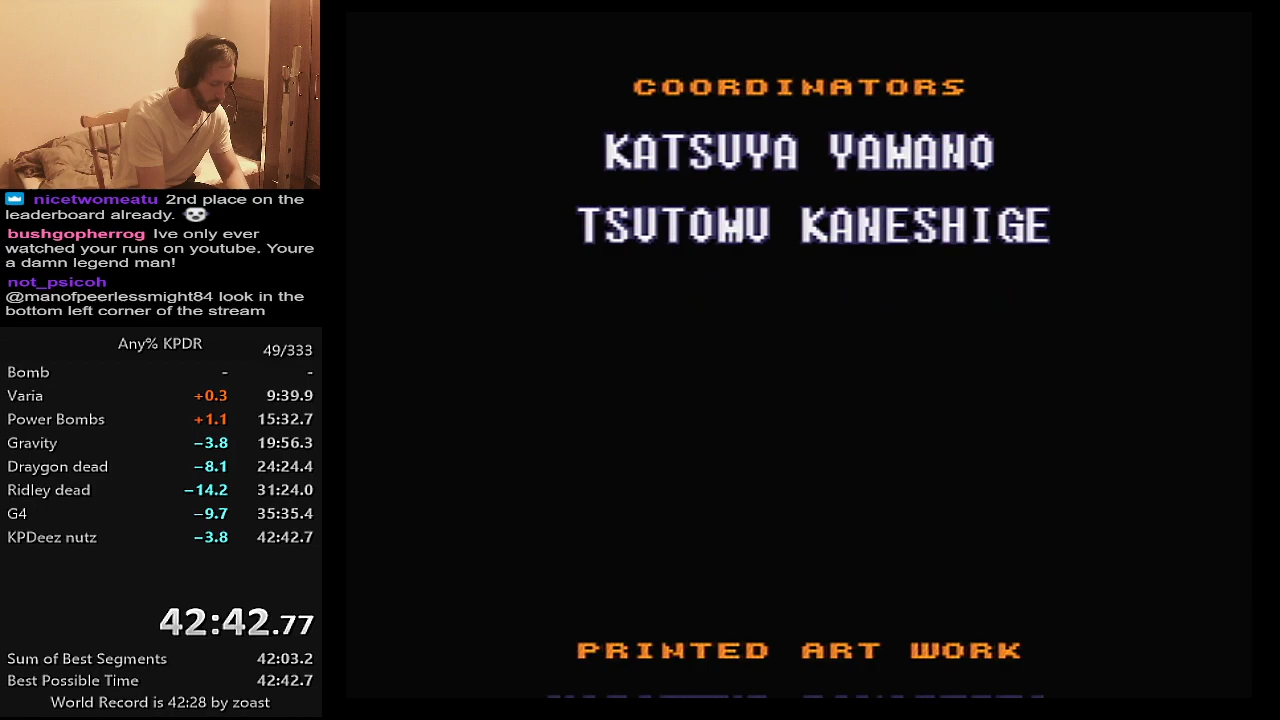 COORDINATORS
KATSUYA YAMANO
TSUTOMU KANESHIGE
PRINTED ART WORK
nicetwomeatu 2nd place on the
leaderboard already.
bushgopherrog Ive only ever
watched your runs on youtube. Youre
a damn legend man!
not_psicoh
@manofpeerlessmight84 look in the
bottom left corner of the stream
Any% KPDR 49/333
Bomb - -
Varia +0.3 9:39.9
Power Bombs +1.1 15:32.7
Gravity −3.8 19:56.3
Draygon dead −8.1 24:24.4
Ridley dead −14.2 31:24.0
G4 −9.7 35:35.4
KPDeez nutz −3.8 42:42.7
42:42.77
Sum of Best Segments 42:03.2
Best Possible Time 42:42.7
World Record is 42:28 by zoast